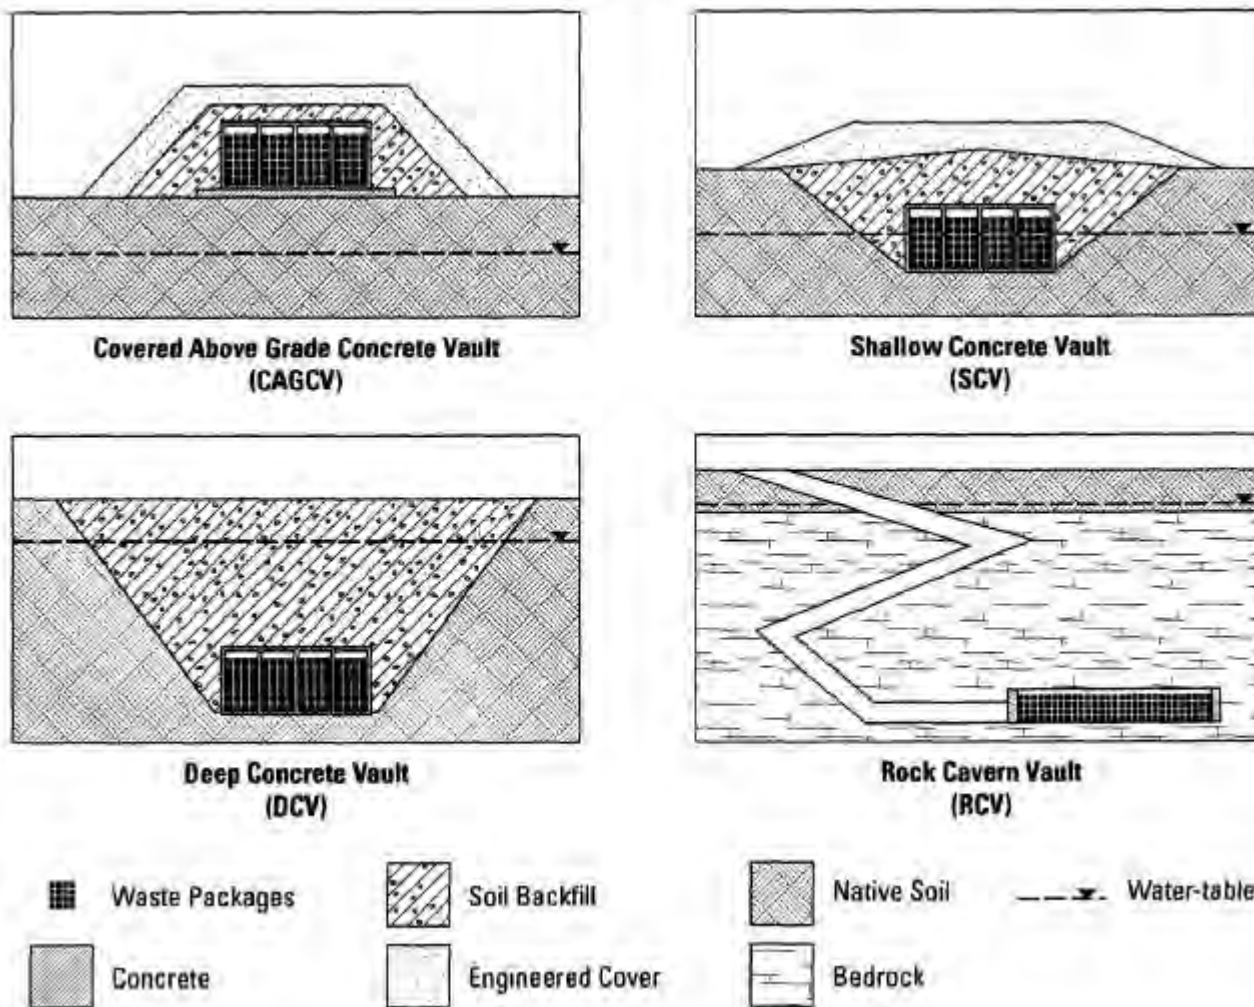 Covered Above Grade Concrete Vault
(CAGCV)
Shallow Concrete Vault
(SCV)
Deep Concrete Vault
(DCV)
Rock Cavern Vault
(RCV)
Waste Packages
Soil Backfill
Native Soil
Water-table
Concrete
Engineered Cover
Bedrock